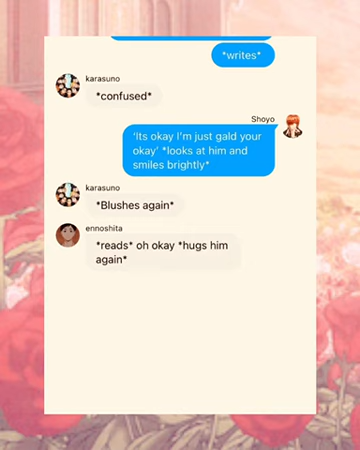 *writes*
karasuno
*confused*
Shoyo
‘Its okay I’m just gald your
okay’ *looks at him and
smiles brightly*
karasuno
*Blushes again*
ennoshita
*reads* oh okay *hugs him
again*